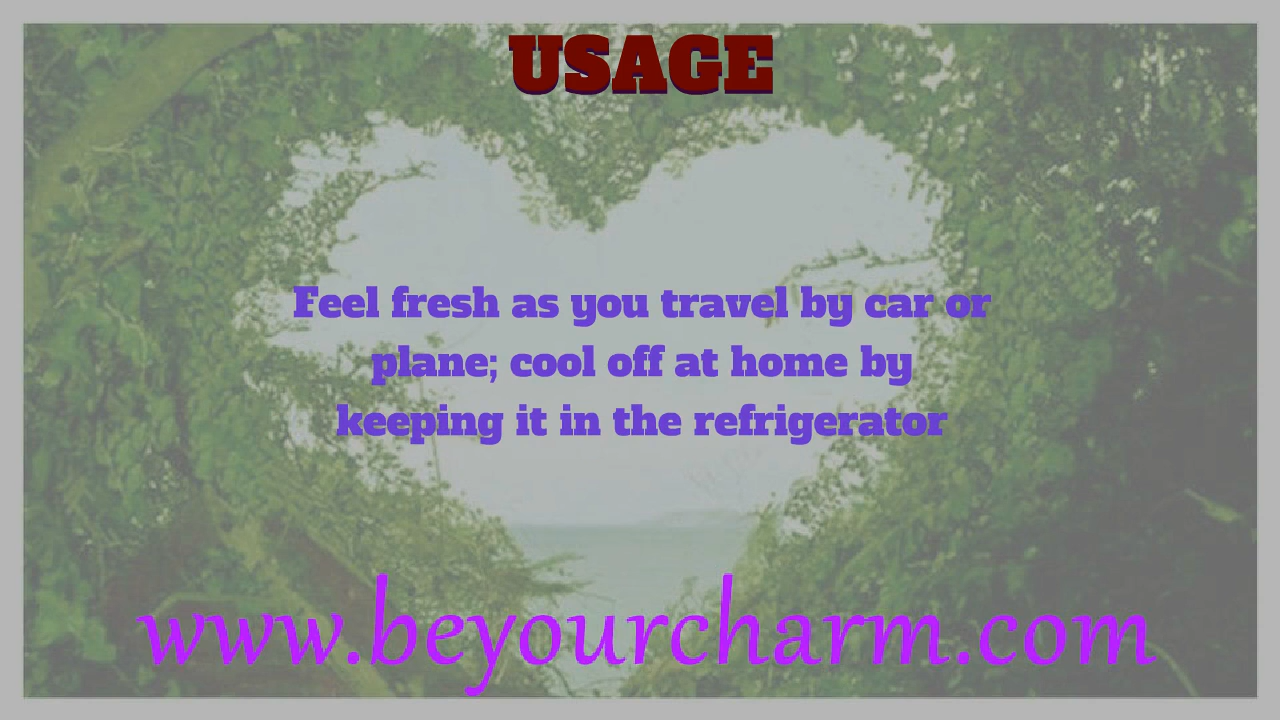 USAGE
Feel fresh as you travel by car or
plane; cool off at home by
keeping it in the refrigerator
www.beyourcharm.com